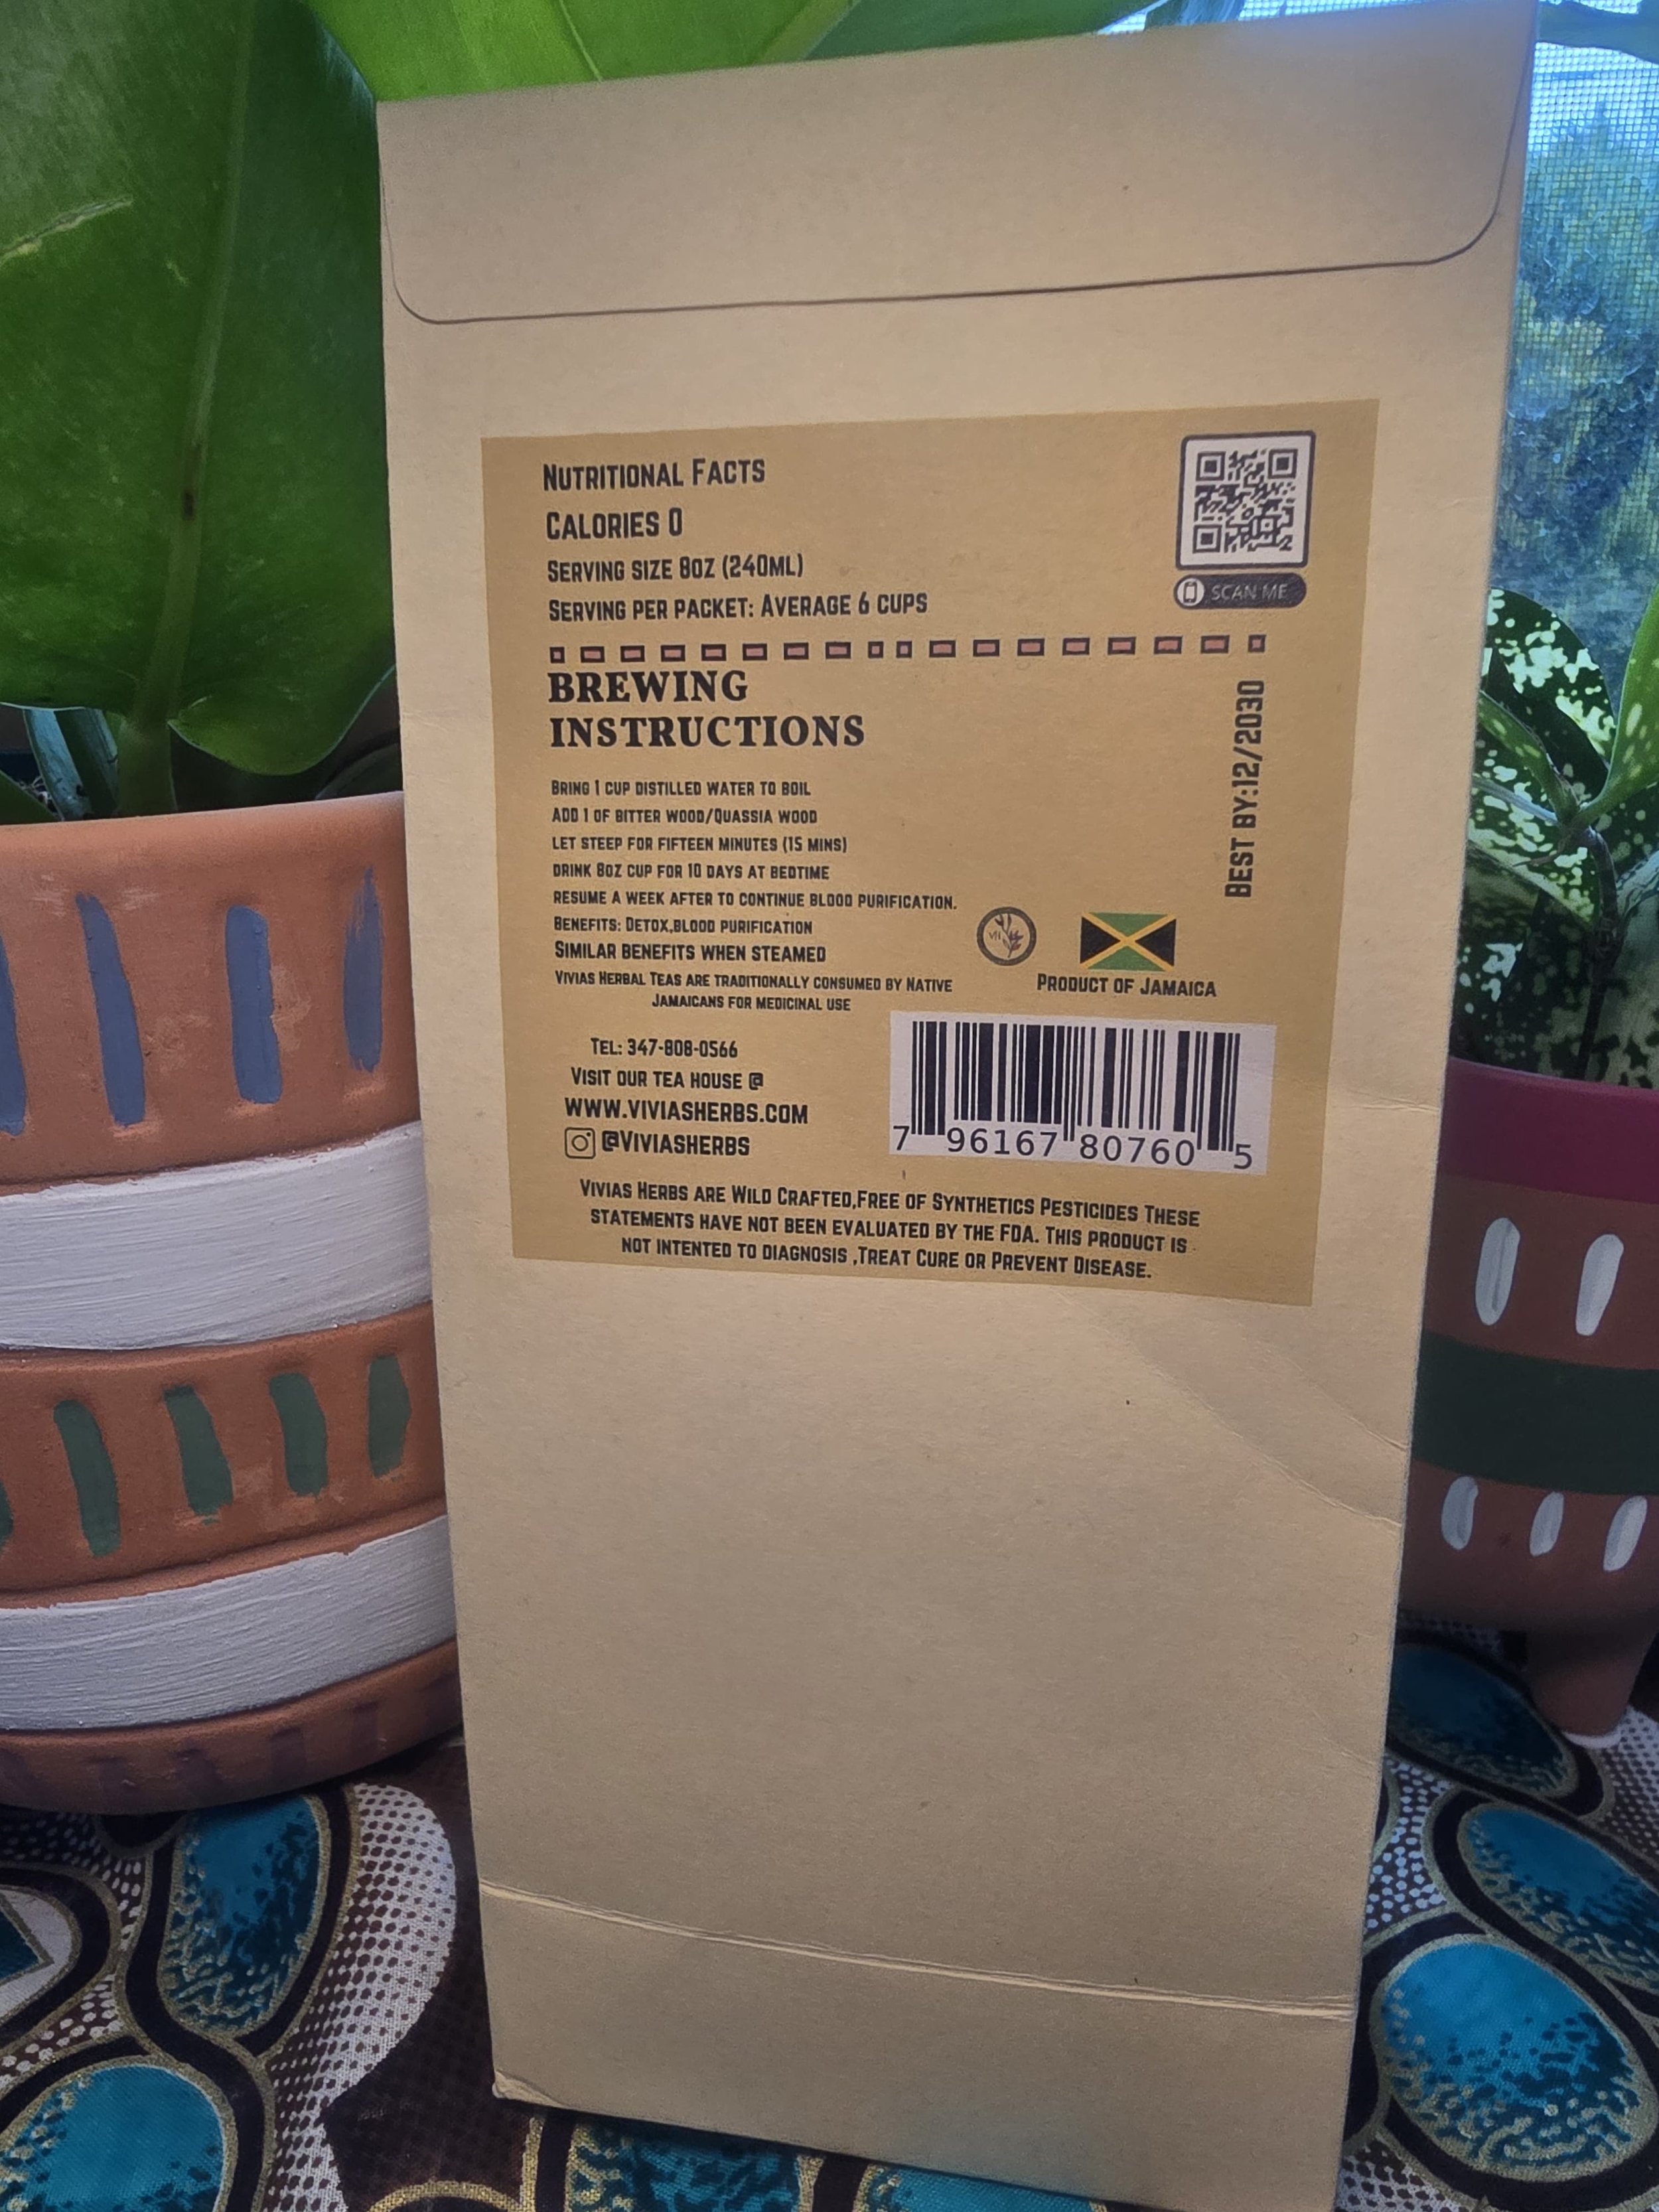 Nutritional Facts
Calories 0
Serving size 8oz (240ml)
Serving per packet: Average 6 cups
SCAN ME
BREWING
INSTRUCTIONS
Bring 1 cup distilled water to boil
Add 1 of bitter wood/Quassia wood
Let steep for fifteen minutes (15 mins)
Drink 8oz cup for 10 days at bedtime
Resume a week after to continue blood purification.
Benefits: Detox,blood purification
Similar benefits when steamed
Vivias Herbal Teas are traditionally consumed by Native
Jamaicans for medicinal use
Best by:12/2030
Product of Jamaica
Tel: 347-808-0566
Visit our tea house @
www.viviasherbs.com
@Viviasherbs
7 96167 80760 5
Vivias Herbs are Wild Crafted,Free of Synthetics Pesticides These
statements have not been evaluated by the FDA. This product is
not intented to diagnosis ,Treat Cure or Prevent Disease.